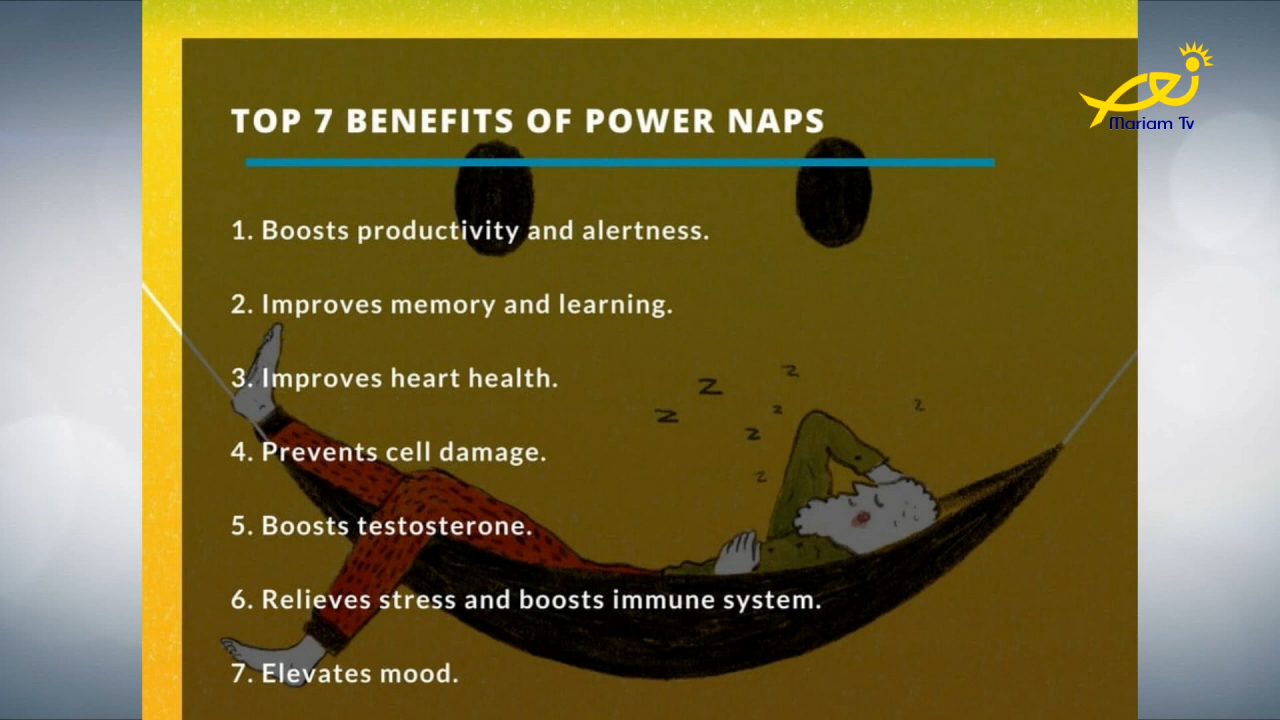 TOP 7 BENEFITS OF POWER NAPS
Mariam Tv
1. Boosts productivity and alertness.
2. Improves memory and learning.
3. Improves heart health.
z
z
z
z
z
z
z
4. Prevents cell damage.
5. Boosts testosterone.
6. Relieves stress and boosts immune system.
7. Elevates mood.